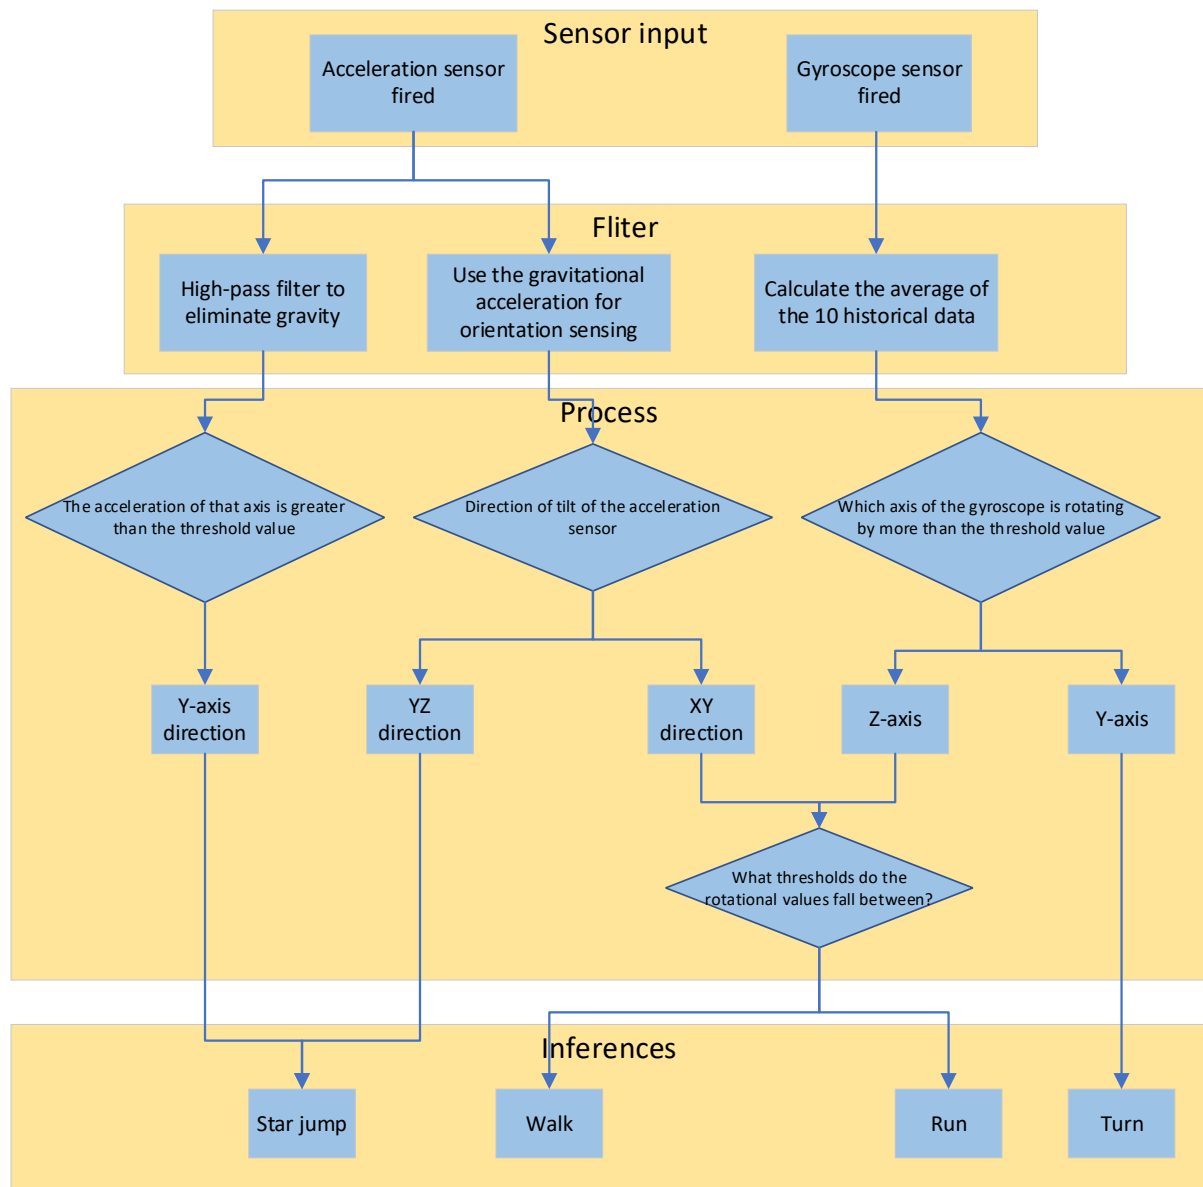 Sensor input
Acceleration sensor
fired
Gyroscope sensor
fired
Fliter
High-pass filter to
eliminate gravity
Use the gravitational
acceleration for
orientation sensing
Calculate the average of
the 10 historical data
Process
The acceleration of that axis is greater
than the threshold value
Direction of tilt of the acceleration
sensor
Which axis of the gyroscope is rotating
by more than the threshold value
Y-axis
direction
YZ
direction
XY
direction
Z-axis
Y-axis
What thresholds do the
rotational values fall between?
Inferences
Star jump
Walk
Run
Turn